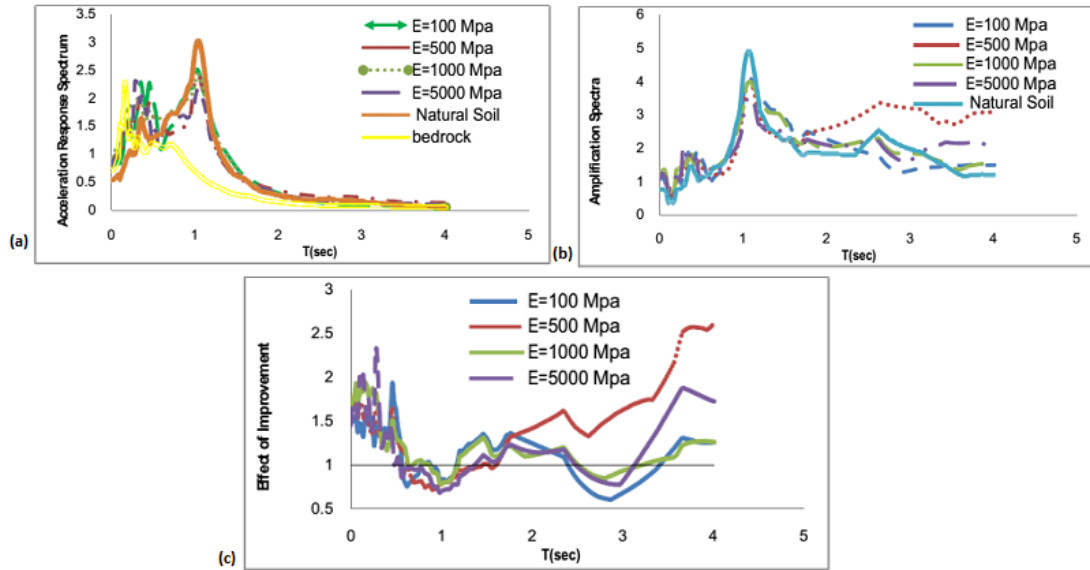 (a)
Acceleration Response Spectrum
3.5
3
2.5
2
1.5
1
0.5
0
0
1
2
3
4
5
T(sec)
E=100 Mpa
E=500 Mpa
E=1000 Mpa
E=5000 Mpa
Natural Soil
bedrock
(b)
Amplification Spectra
6
5
4
3
2
1
0
0
1
2
3
4
5
T(sec)
E=100 Mpa
E=500 Mpa
E=1000 Mpa
E=5000 Mpa
Natural Soil
(c)
Effect of Improvement
3
2.5
2
1.5
1
0.5
0
1
2
3
4
5
T(sec)
E=100 Mpa
E=500 Mpa
E=1000 Mpa
E=5000 Mpa